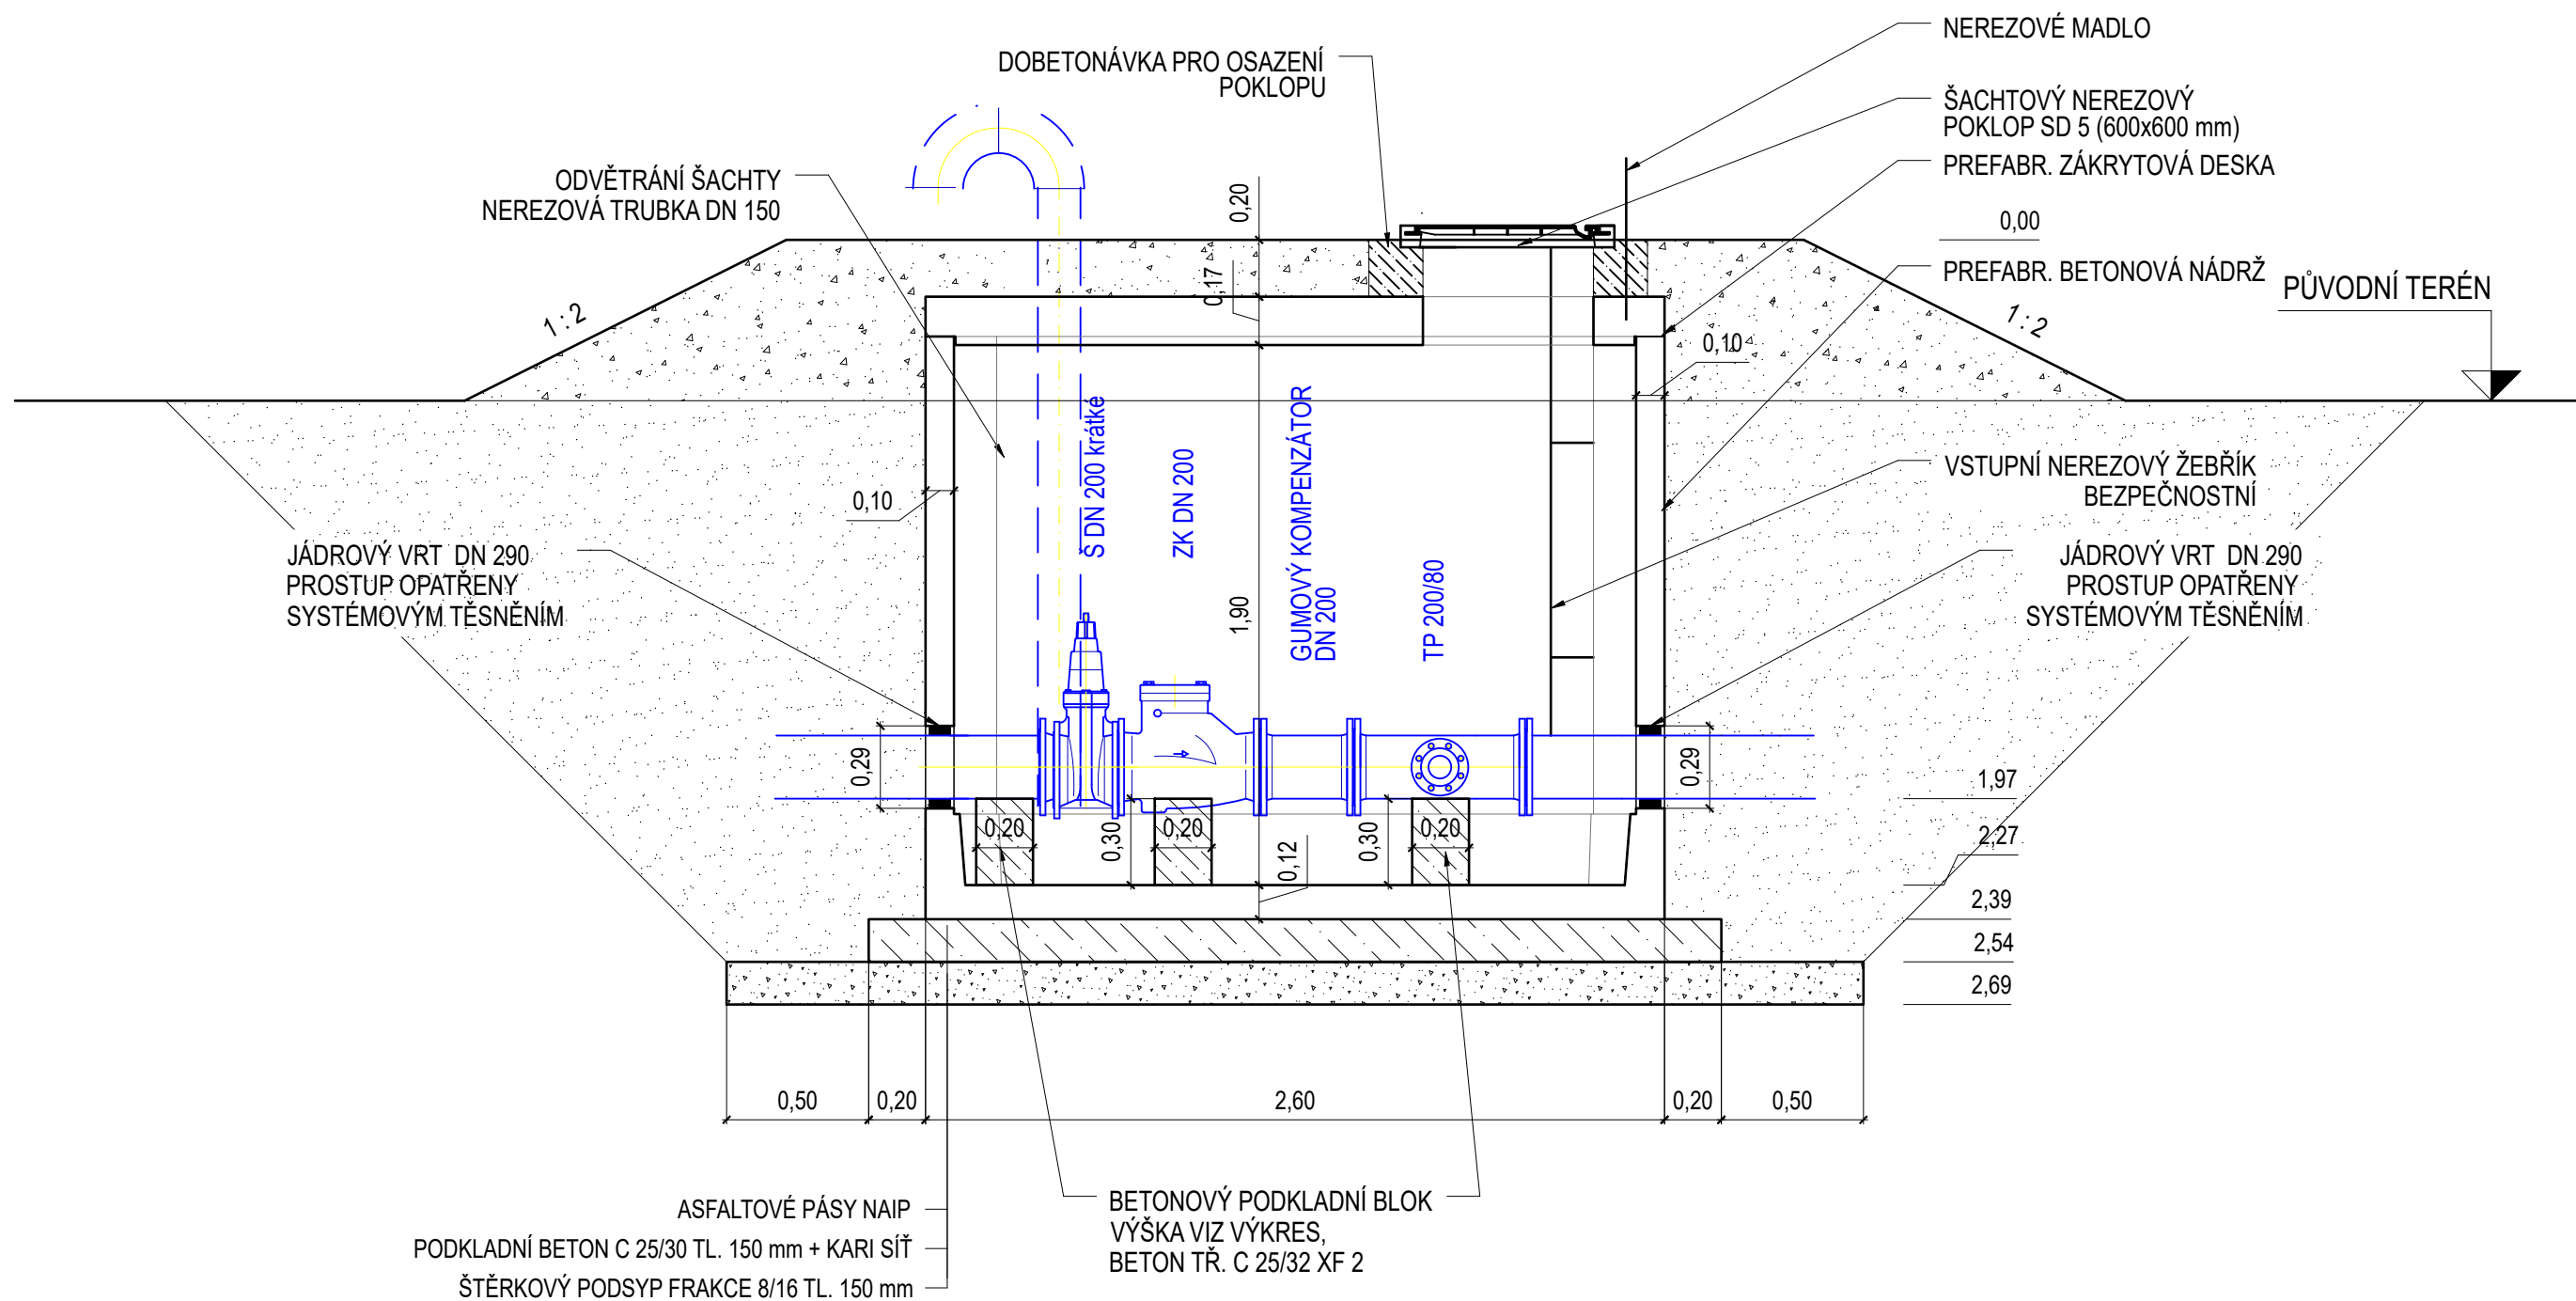 NEREZOVÉ MADLO
DOBETONÁVKA PRO OSAZENÍ
POKLOPU
ŠACHTOVÝ NEREZOVÝ
POKLOP SD 5 (600x600 mm)
PREFABR. ZÁKRYTOVÁ DESKA
ODVĚTRÁNÍ ŠACHTY
NEREZOVÁ TRUBKA DN 150
0,20
0,00
PREFABR. BETONOVÁ NÁDRŽ
PŮVODNÍ TERÉN
0,17
1 : 2
1 : 2
0,10
0,10
Š DN 200 krátké
ZK DN 200
GUMOVÝ KOMPENZÁTOR
DN 200
TP 200/80
1,90
VSTUPNÍ NEREZOVÝ ŽEBŘÍK
BEZPEČNOSTNÍ
JÁDROVÝ VRT DN 290
PROSTUP OPATŘENY
SYSTÉMOVÝM TĚSNĚNÍM
JÁDROVÝ VRT DN 290
PROSTUP OPATŘENY
SYSTÉMOVÝM TĚSNĚNÍM
0,29
0,29
1,97
0,20
0,30
0,20
0,12
0,30
0,20
2,27
2,39
2,54
2,69
0,50
0,20
2,60
0,20
0,50
ASFALTOVÉ PÁSY NAIP
PODKLADNÍ BETON C 25/30 TL. 150 mm + KARI SÍŤ
ŠTĚRKOVÝ PODSYP FRAKCE 8/16 TL. 150 mm
BETONOVÝ PODKLADNÍ BLOK
VÝŠKA VIZ VÝKRES,
BETON TŘ. C 25/32 XF 2